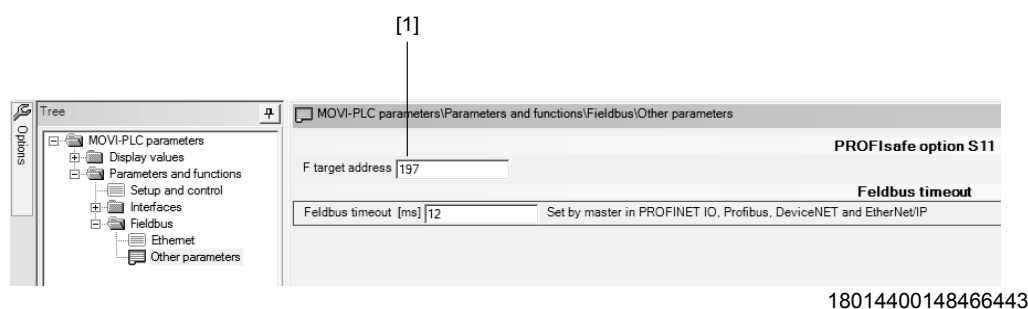 [1]
Options
Tree
MOVI-PLC parameters
Display values
Parameters and functions
Setup and control
Interfaces
Fieldbus
Ethernet
Other parameters
MOVI-PLC parameters\Parameters and functions\Fieldbus\Other parameters
PROFIsafe option S11
F target address 197
Feldbus timeout
Feldbus timeout [ms] 12 Set by master in PROFINET IO, Profibus, DeviceNET and EtherNet/IP
18014400148466443